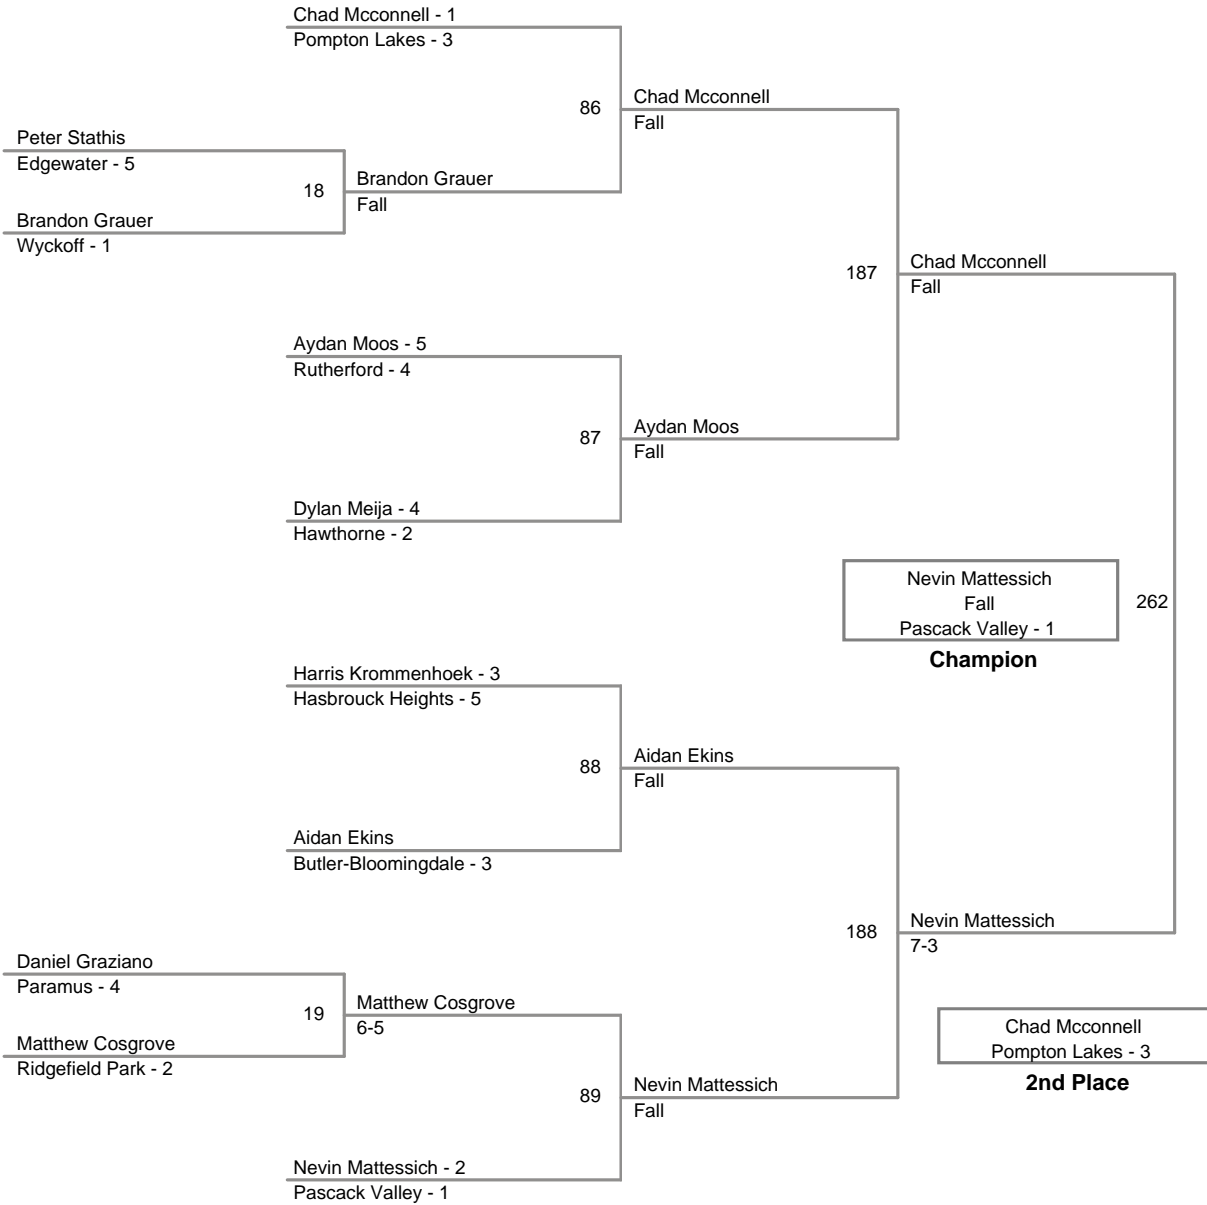 Chad Mcconnell - 1
Pompton Lakes - 3
86
Chad Mcconnell
Fall
Peter Stathis
Edgewater - 5
18
Brandon Grauer
Fall
Brandon Grauer
Wyckoff - 1
187
Chad Mcconnell
Fall
Aydan Moos - 5
Rutherford - 4
87
Aydan Moos
Fall
Dylan Meija - 4
Hawthorne - 2
Nevin Mattessich
Fall
Pascack Valley - 1
Champion
262
Harris Krommenhoek - 3
Hasbrouck Heights - 5
88
Aidan Ekins
Fall
Aidan Ekins
Butler-Bloomingdale - 3
188
Nevin Mattessich
7-3
Daniel Graziano
Paramus - 4
19
Matthew Cosgrove
6-5
Matthew Cosgrove
Ridgefield Park - 2
Chad Mcconnell
Pompton Lakes - 3
2nd Place
89
Nevin Mattessich
Fall
Nevin Mattessich - 2
Pascack Valley - 1